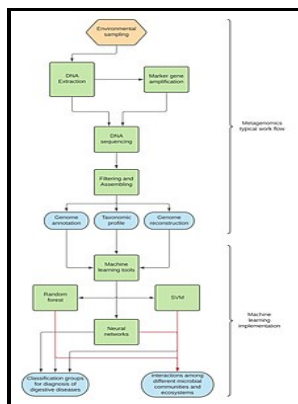 Environmental
sampling
DNA
Extraction
Marker gene
amplification
DNA
sequencing
Filtering and
Assembling
Genome
annotation
Taxonomic
profile
Genome
reconstruction
Metagenomics
typical work flow
Machine
learning tools
Random
forest
SVM
Neural
networks
Machine
learning
implementation
Classification groups
for diagnosis of
digestive diseases
Interactions among
different microbial
communities and
ecosystems